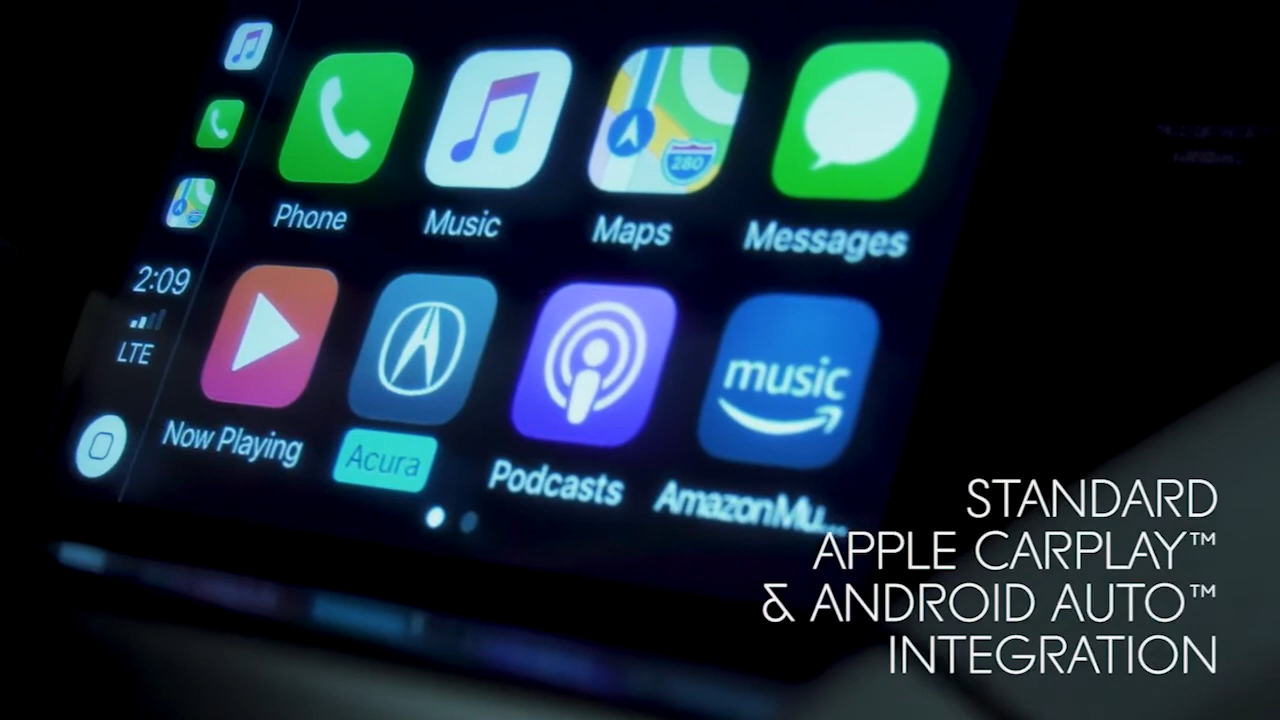 Phone
Music
280
Maps
Messages
2:09
LTE
music
Now Playing
Acura
Podcasts
AmazonMu...
STANDARD
APPLE CARPLAY™
& ANDROID AUTO™
INTEGRATION